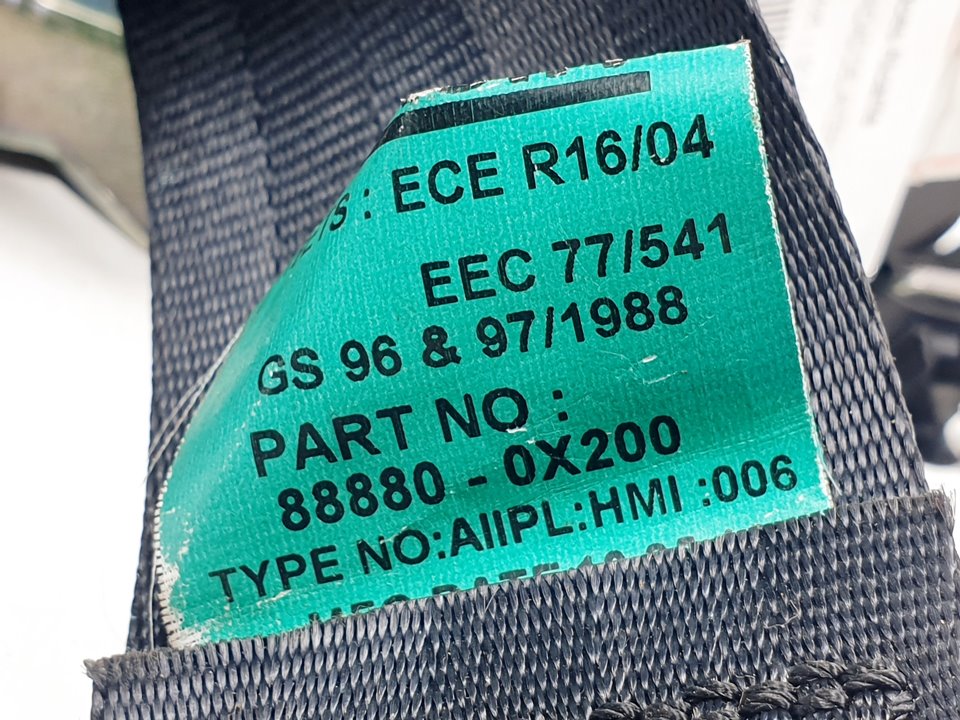 : ECE R16/04
EEC 77/541
GS 96 & 97/1988
PART NO :
88880 - 0X200
TYPE NO:AIIPL:HMI :006